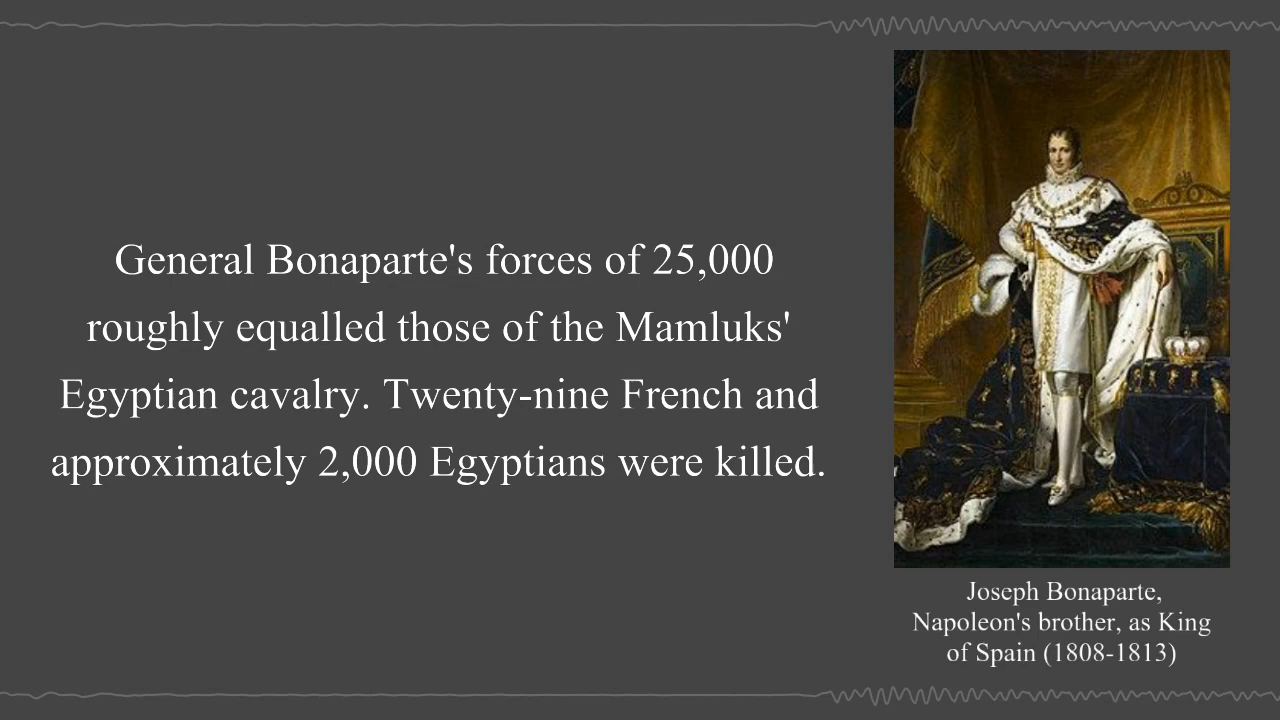 General Bonaparte's forces of 25,000
roughly equalled those of the Mamluks'
Egyptian cavalry. Twenty-nine French and
approximately 2,000 Egyptians were killed.
Joseph Bonaparte,
Napoleon's brother, as King
of Spain (1808-1813)